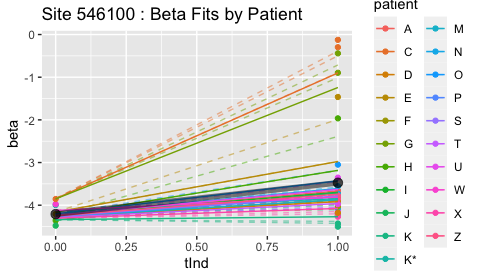 Site 546100 : Beta Fits by Patient
patient
0
-1
-2
-3
-4
beta
0.00
0.25
0.50
0.75
1.00
tInd
A
C
D
E
F
G
H
I
J
K
K*
M
N
O
P
S
T
U
W
X
Z